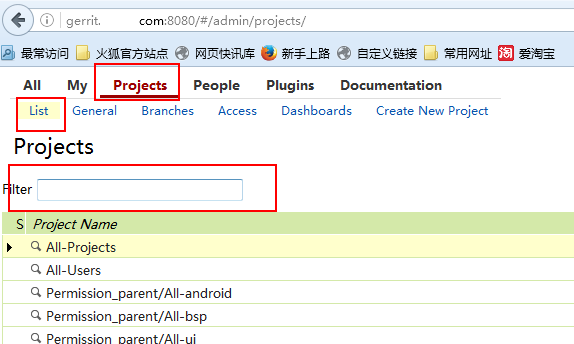 gerrit. com:8080/#/admin/projects/
最常访问 火狐官方站点 网页快讯库 新手上路 自定义链接 常用网址 淘 爱淘宝
All My Projects People Plugins Documentation
List General Branches Access Dashboards Create New Project
Projects
Filter
S Project Name
All-Projects
All-Users
Permission_parent/All-android
Permission_parent/All-bsp
Permission_parent/All-ui